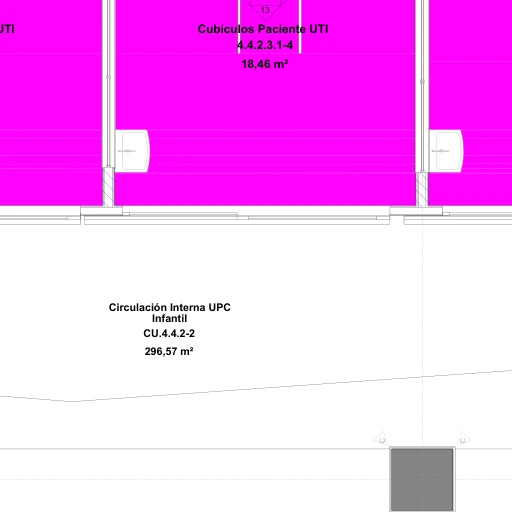 13
UTI
Cubículos Paciente UTI
4.4.2.3.1-4
18,46 m²
Circulación Interna UPC
Infantil
CU.4.4.2-2
296,57 m²